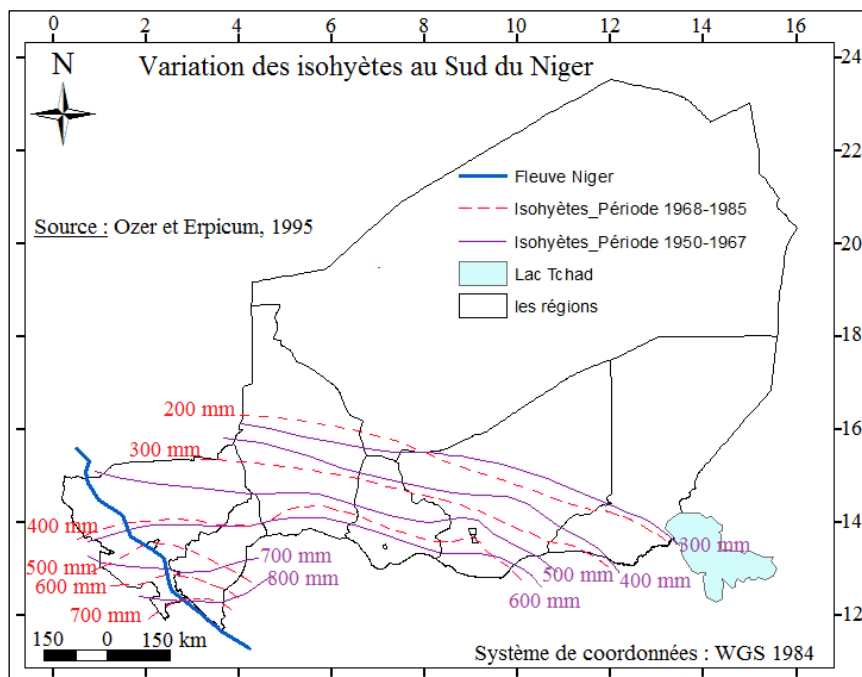 0 2 4 6 8 10 12 14 16
N
Variation des isohyètes au Sud du Niger
24
22
20
18
16
14
12
Fleuve Niger
Isohyètes_Période 1968-1985
Isohyètes_Période 1950-1967
Lac Tchad
les régions
Source : Ozer et Erpicum, 1995
200 mm
300 mm
400 mm
500 mm
600 mm
700 mm
700 mm
800 mm
300 mm
400 mm
500 mm
600 mm
150 0 150 km
Système de coordonnées : WGS 1984